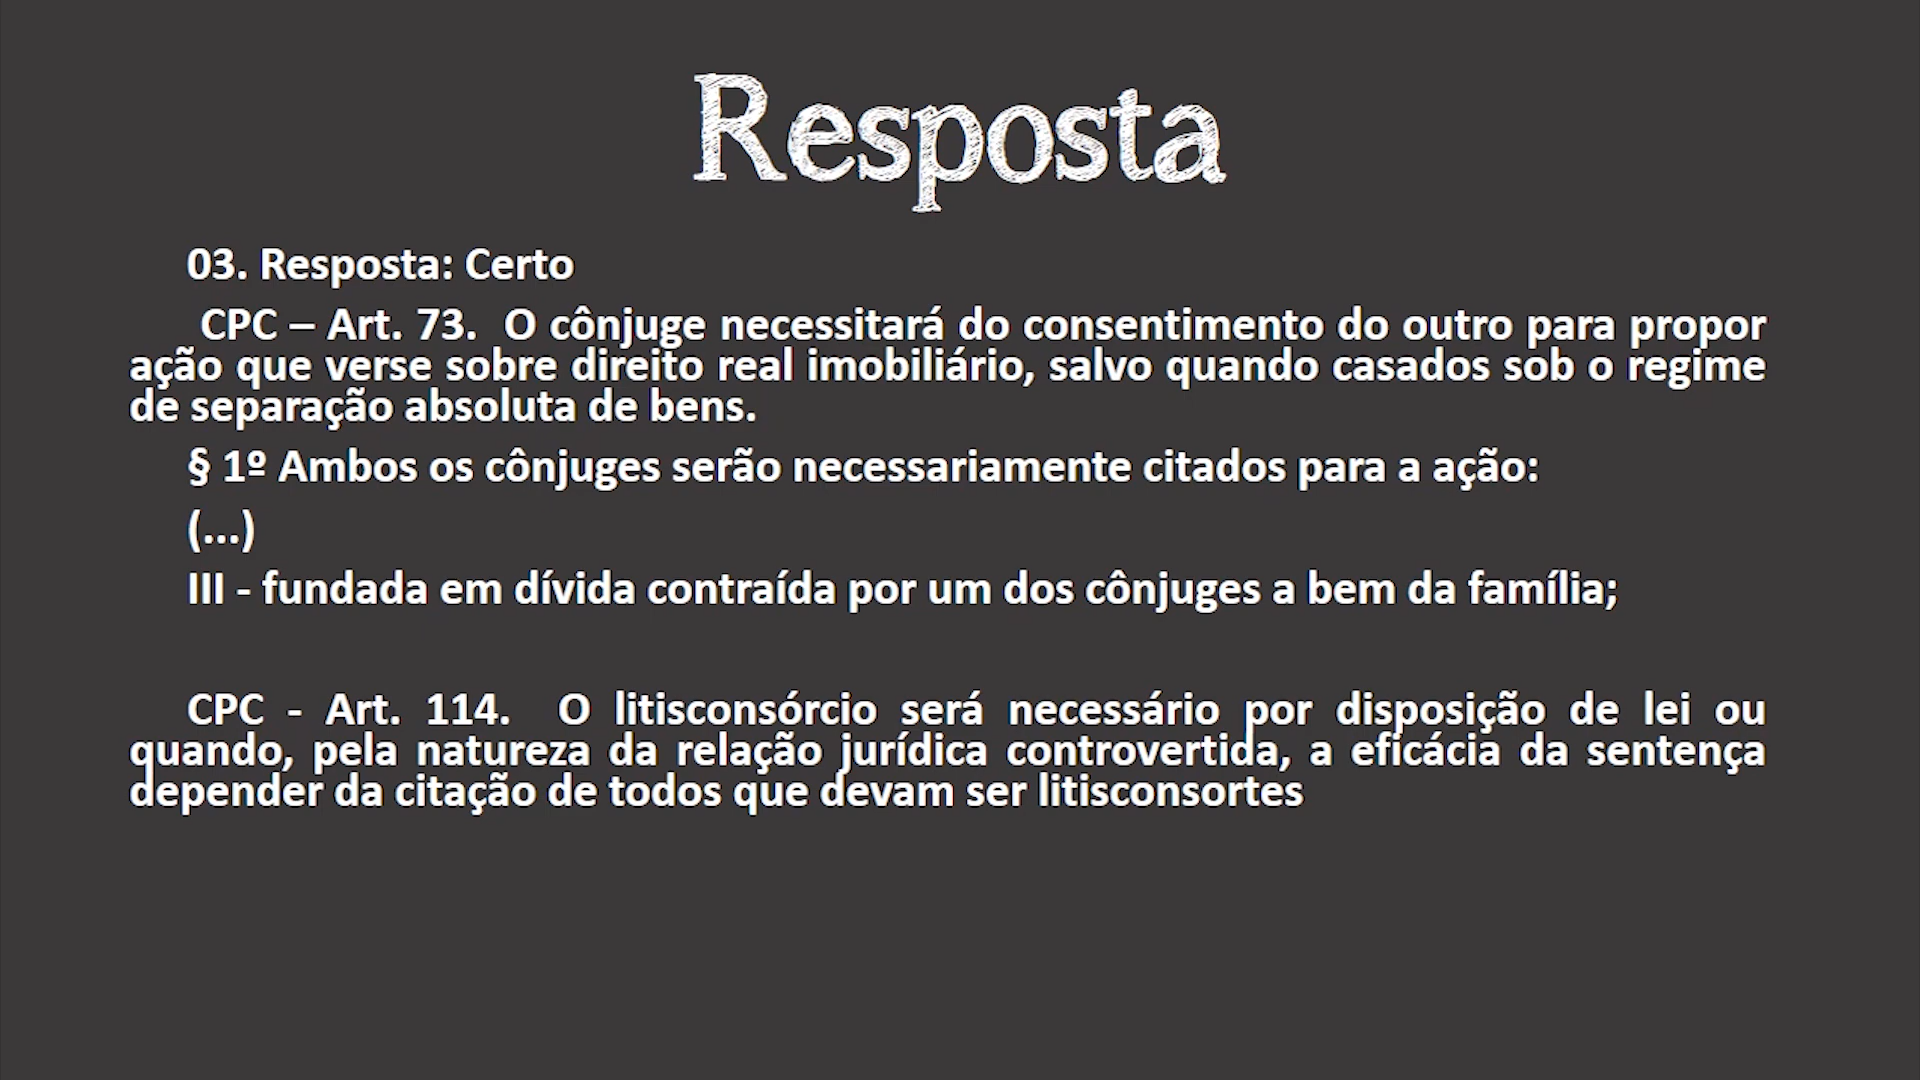 Resposta
03. Resposta: Certo
CPC – Art. 73. O cônjuge necessitará do consentimento do outro para propor
ação que verse sobre direito real imobiliário, salvo quando casados sob o regime
de separação absoluta de bens.
§ 1º Ambos os cônjuges serão necessariamente citados para a ação:
(...)
III - fundada em dívida contraída por um dos cônjuges a bem da família;
CPC - Art. 114. O litisconsórcio será necessário por disposição de lei ou
quando, pela natureza da relação jurídica controvertida, a eficácia da sentença
depender da citação de todos que devam ser litisconsortes